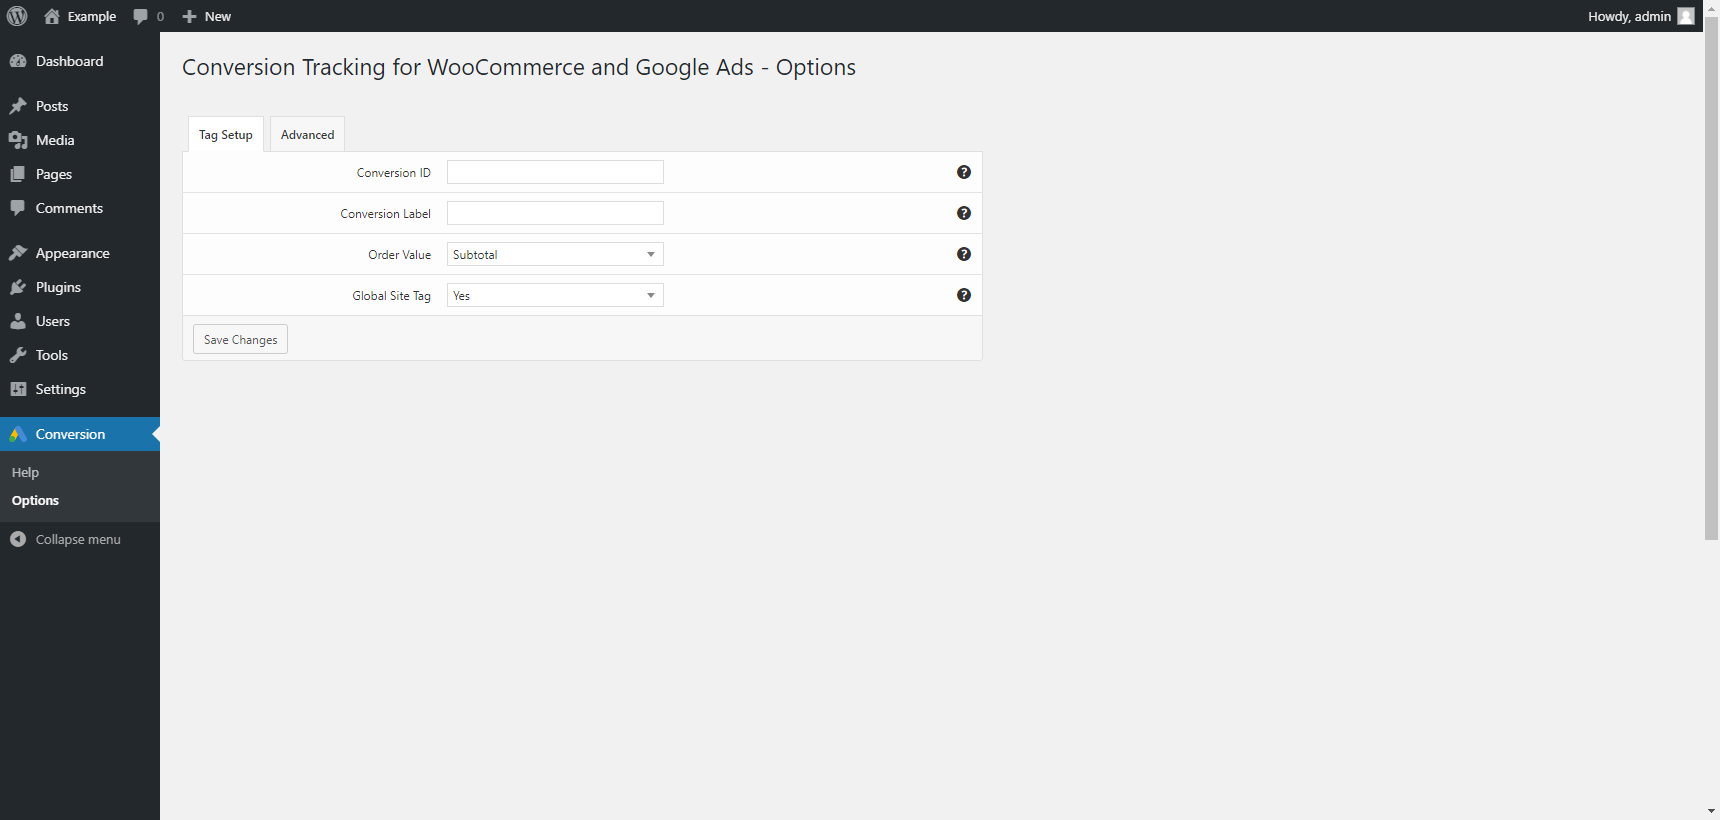 Example
0
New
Howdy, admin
Dashboard
Posts
Media
Pages
Comments
Appearance
Plugins
Users
Tools
Settings
Conversion
Help
Options
Collapse menu
Conversion Tracking for WooCommerce and Google Ads - Options
Tag Setup
Advanced
Conversion ID
Conversion Label
Order Value Subtotal
Global Site Tag Yes
Save Changes